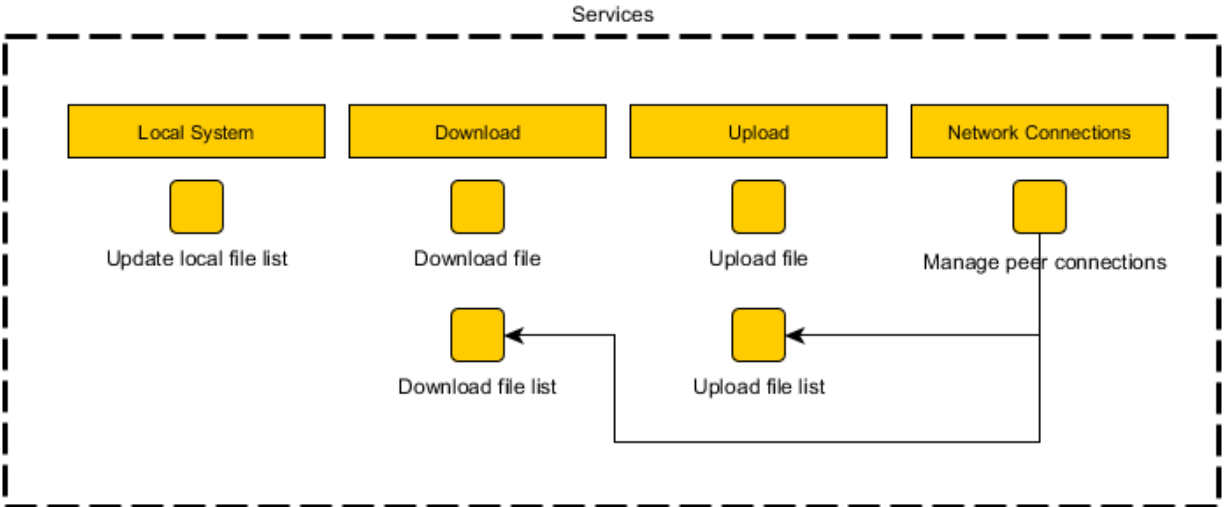 Services
Local System
Download
Upload
Network Connections
Update local file list
Download file
Upload file
Manage peer connections
Download file list
Upload file list